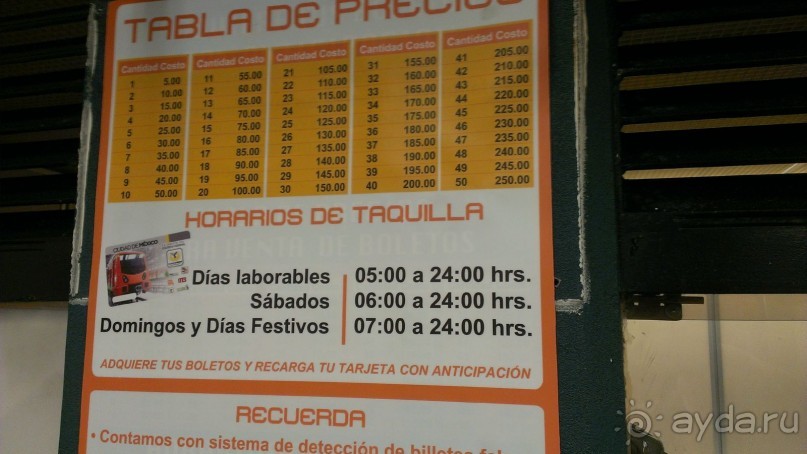 TABLA DE PRECIOS
Cantidad Costo Cantidad Costo Cantidad Costo Cantidad Costo Cantidad Costo
1 5.00 11 55.00 21 105.00 31 155.00 41 205.00
2 10.00 12 60.00 22 110.00 32 160.00 42 210.00
3 15.00 13 65.00 23 115.00 33 165.00 43 215.00
4 20.00 14 70.00 24 120.00 34 170.00 44 220.00
5 25.00 15 75.00 25 125.00 35 175.00 45 225.00
6 30.00 16 80.00 26 130.00 36 180.00 46 230.00
7 35.00 17 85.00 27 135.00 37 185.00 47 235.00
8 40.00 18 90.00 28 140.00 38 190.00 48 240.00
9 45.00 19 95.00 29 145.00 39 195.00 49 245.00
10 50.00 20 100.00 30 150.00 40 200.00 50 250.00
HORARIOS DE TAQUILLA
CIUDAD DE MÉXICO
Días laborables 05:00 a 24:00 hrs.
Sábados 06:00 a 24:00 hrs.
Domingos y Días Festivos 07:00 a 24:00 hrs.
ADQUIERE TUS BOLETOS Y RECARGA TU TARJETA CON ANTICIPACIÓN
RECUERDA
• Contamos con sistema de detección de billetes
ayda.ru